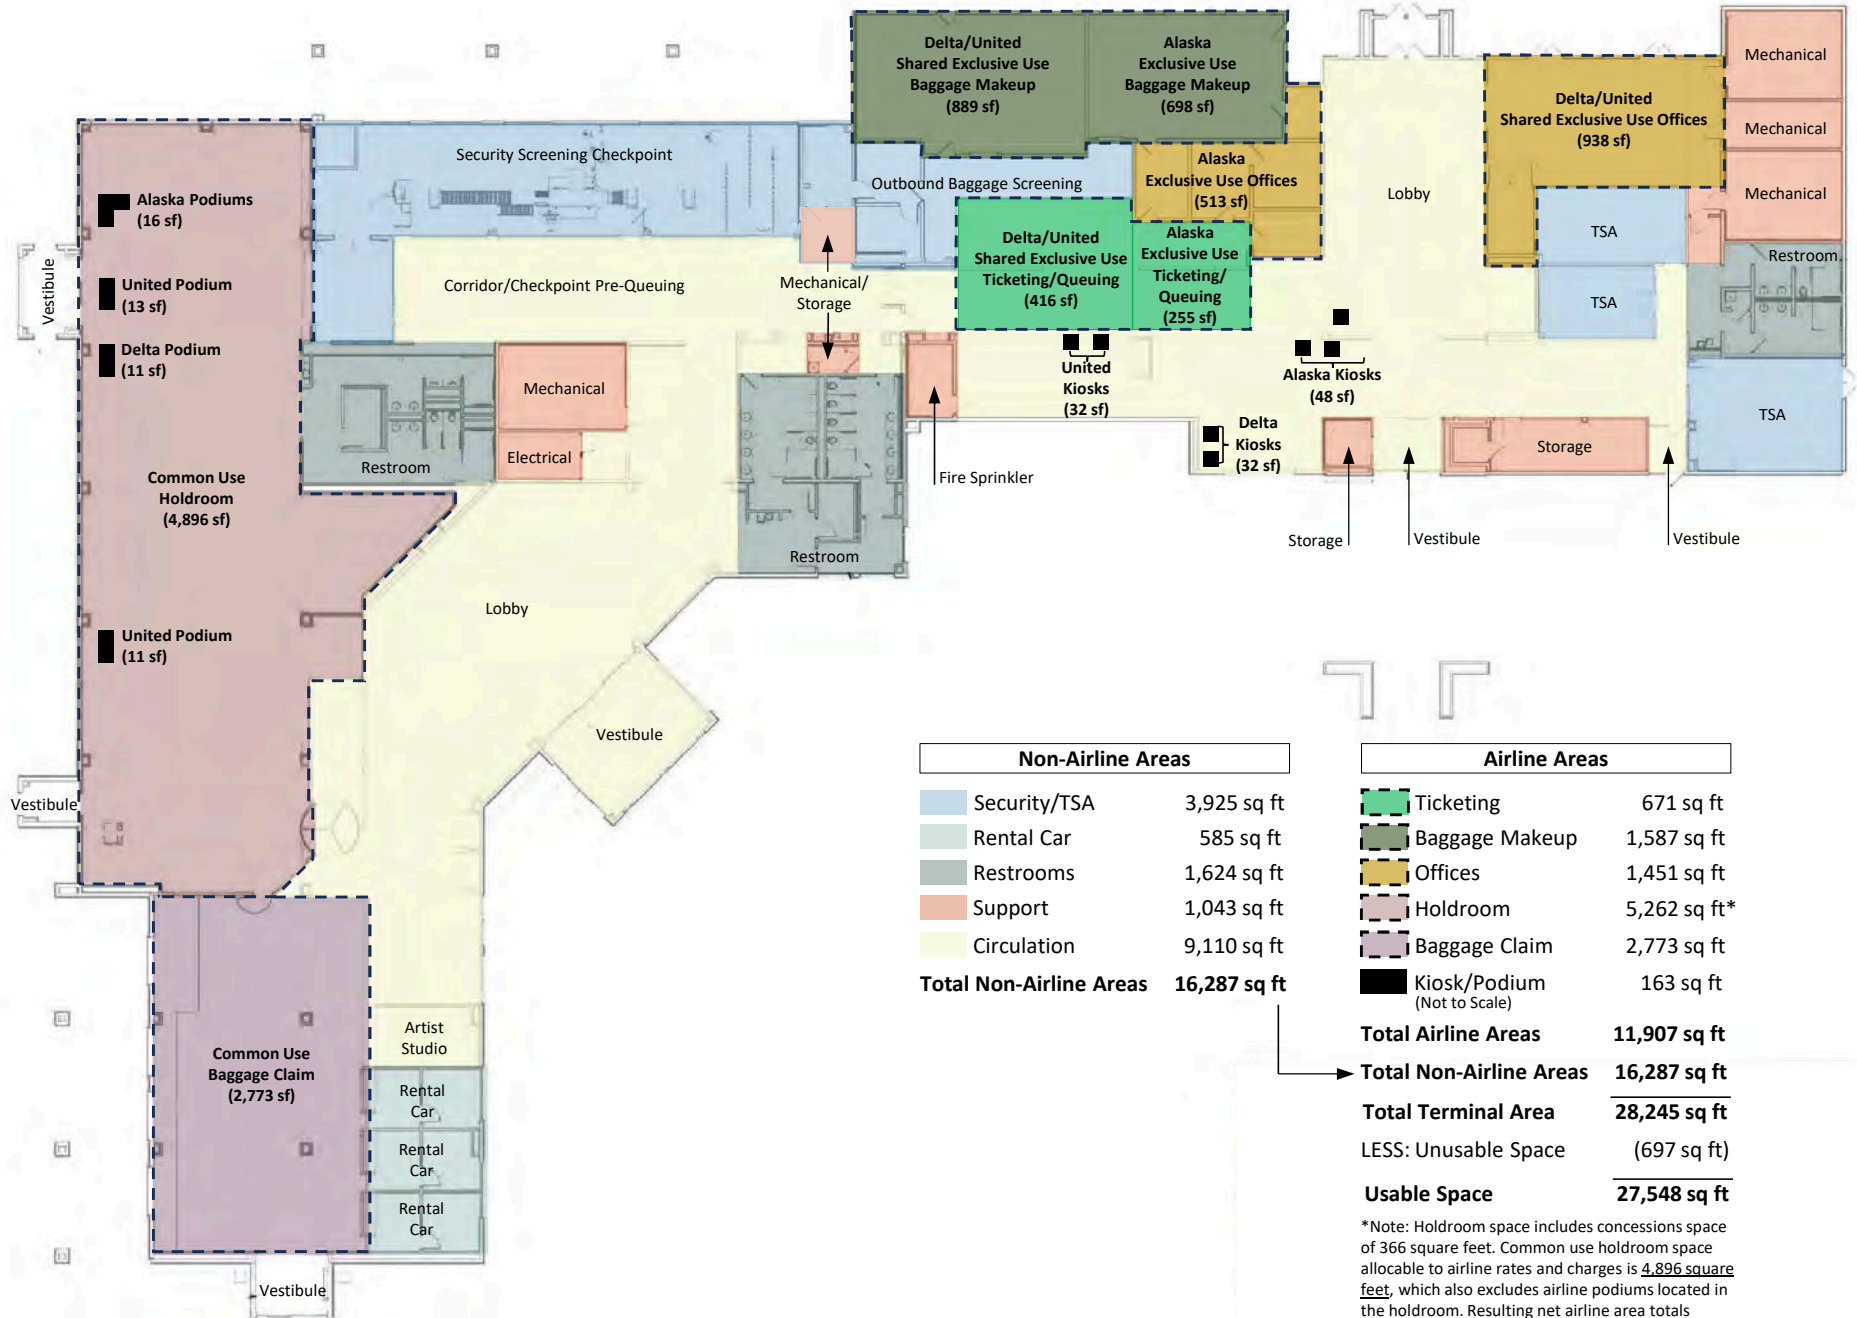 Delta/United
Shared Exclusive Use
Baggage Makeup
(889 sf)
Alaska
Exclusive Use
Baggage Makeup
(698 sf)
Delta/United
Shared Exclusive Use Offices
(938 sf)
Mechanical
Mechanical
Mechanical
Security Screening Checkpoint
Outbound Baggage Screening
Alaska
Exclusive Use Offices
(513 sf)
Lobby
Alaska Podiums
(16 sf)
Delta/United
Shared Exclusive Use
Ticketing/Queuing
(416 sf)
Alaska
Exclusive Use
Ticketing/
Queuing
(255 sf)
TSA
TSA
Restroom
Vestibule
United Podium
(13 sf)
Corridor/Checkpoint Pre-Queuing
Mechanical/
Storage
Delta Podium
(11 sf)
Mechanical
Electrical
Restroom
United
Kiosks
(32 sf)
Alaska Kiosks
(48 sf)
Delta
Kiosks
(32 sf)
TSA
Storage
Fire Sprinkler
Common Use
Holdroom
(4,896 sf)
Restroom
Storage
Vestibule
Vestibule
Lobby
United Podium
(11 sf)
Vestibule
Vestibule
Artist
Studio
Common Use
Baggage Claim
(2,773 sf)
Rental
Car
Rental
Car
Rental
Car
Vestibule
Non-Airline Areas
Security/TSA 3,925 sq ft
Rental Car 585 sq ft
Restrooms 1,624 sq ft
Support 1,043 sq ft
Circulation 9,110 sq ft
Total Non-Airline Areas 16,287 sq ft
Airline Areas
Ticketing 671 sq ft
Baggage Makeup 1,587 sq ft
Offices 1,451 sq ft
Holdroom 5,262 sq ft*
Baggage Claim 2,773 sq ft
Kiosk/Podium 163 sq ft
(Not to Scale)
Total Airline Areas 11,907 sq ft
Total Non-Airline Areas 16,287 sq ft
Total Terminal Area 28,245 sq ft
LESS: Unusable Space (697 sq ft)
Usable Space 27,548 sq ft
*Note: Holdroom space includes concessions space
of 366 square feet. Common use holdroom space
allocable to airline rates and charges is 4,896 square
feet, which also excludes airline podiums located in
the holdroom. Resulting net airline area totals